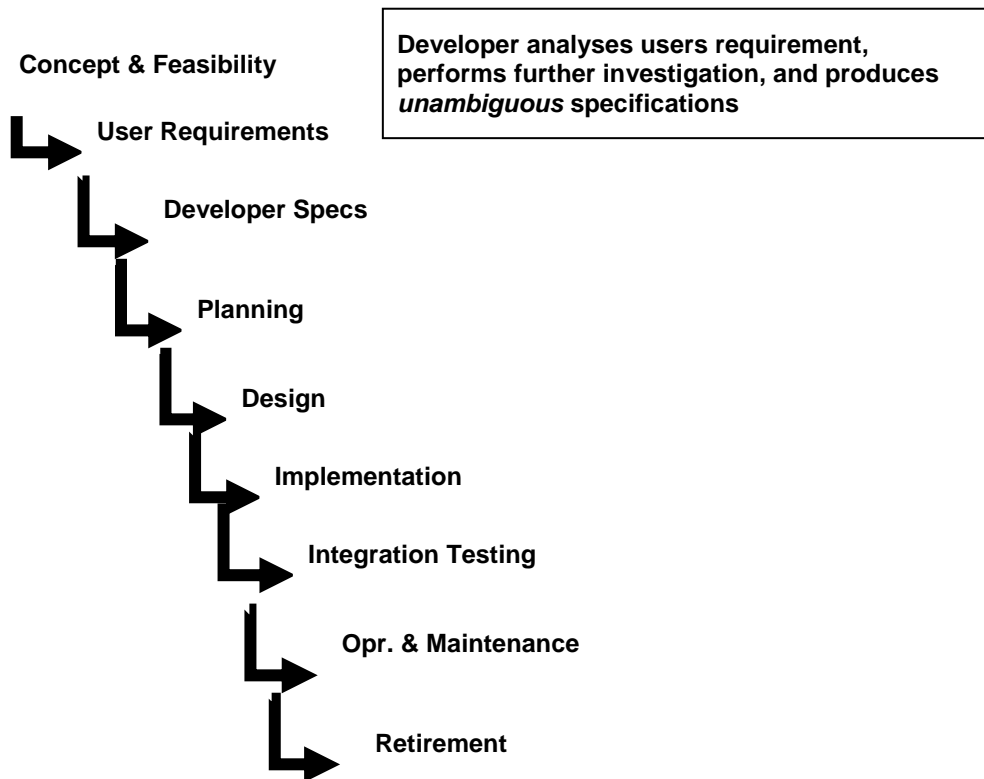 Developer analyses users requirement,
performs further investigation, and produces
unambiguous specifications
Concept & Feasibility
User Requirements
Developer Specs
Planning
Design
Implementation
Integration Testing
Opr. & Maintenance
Retirement